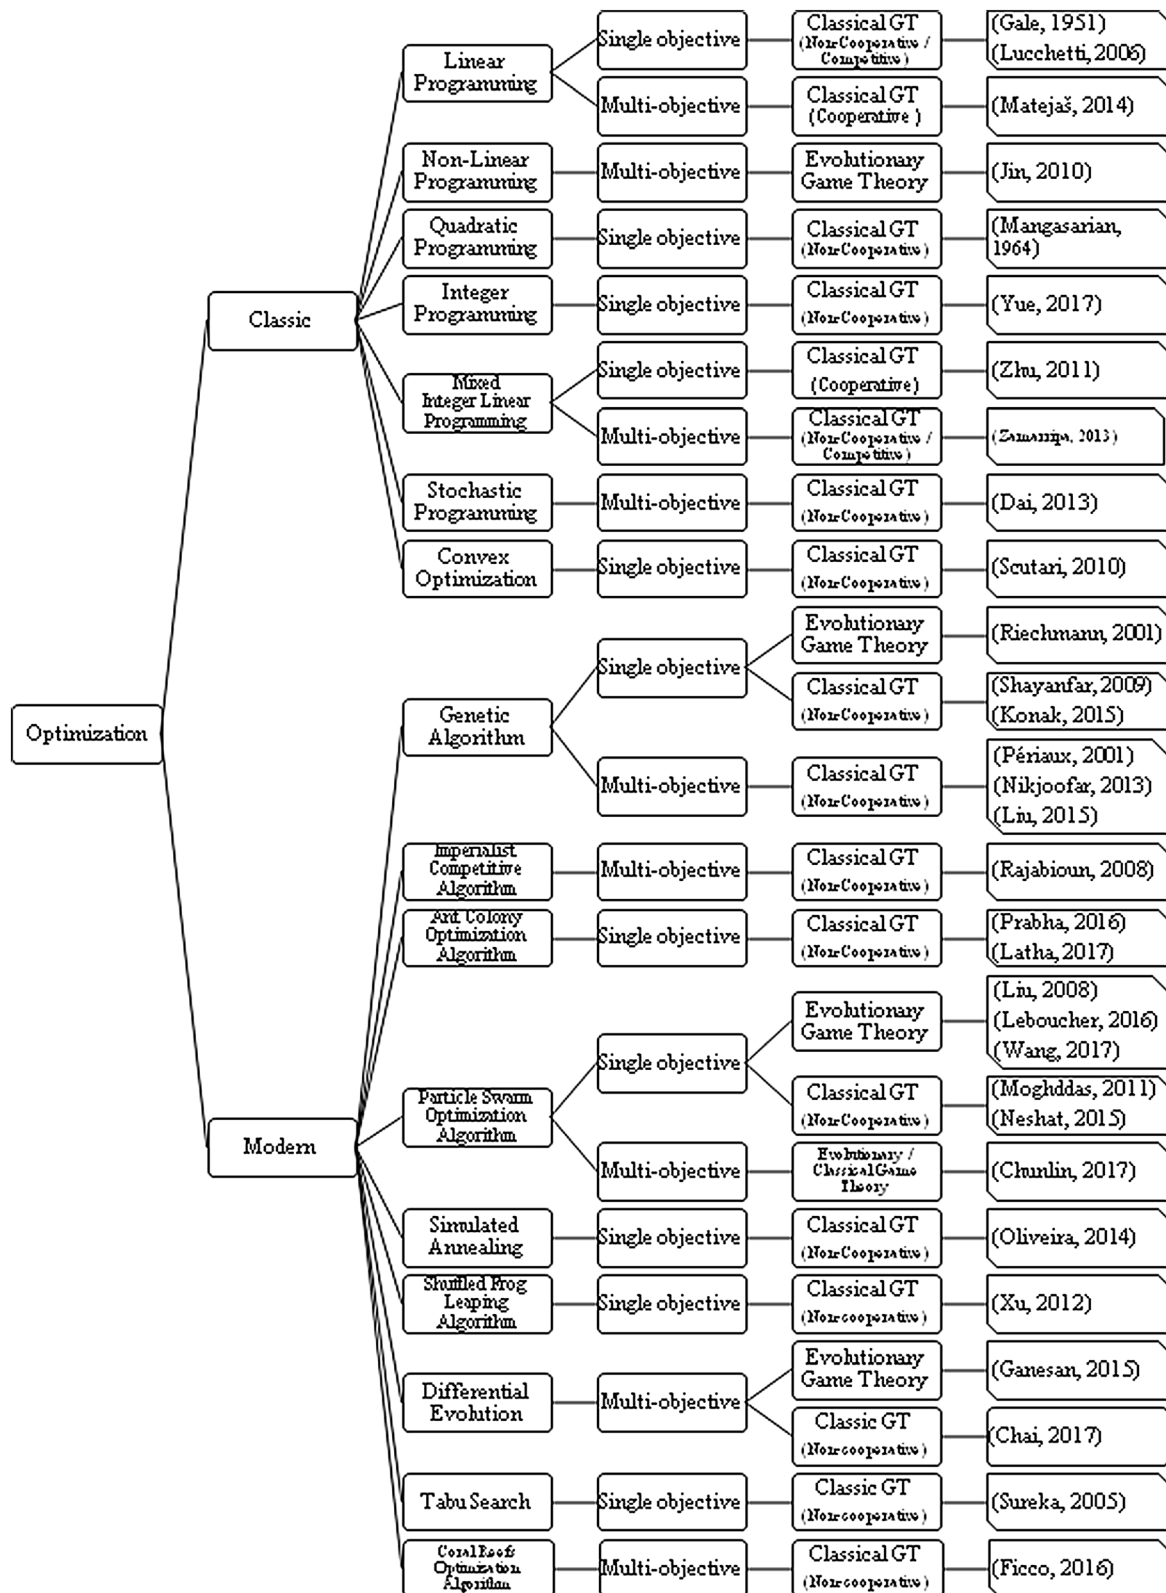 Optimization
Classic
Linear
Programming
Single objective
Classical GT
(Non-Cooperative /
Competitive)
(Gale, 1951)
(Lucchetti, 2006)
Multi-objective
Classical GT
(Cooperative )
(Matejaš, 2014)
Non-Linear
Programming
Multi-objective
Evolutionary
Game Theory
(Jin, 2010)
Quadratic
Programming
Single objective
Classical GT
(Non-Cooperative)
(Mangasarian,
1964)
Integer
Programming
Single objective
Classical GT
(Non-Cooperative)
(Yue, 2017)
Mixed
Integer Linear
Programming
Single objective
Classical GT
(Cooperative)
(Zhu, 2011)
Multi-objective
Classical GT
(Non-Cooperative /
Competitive)
(Zamarripa, 2013)
Stochastic
Programming
Multi-objective
Classical GT
(Non-Cooperative)
(Dai, 2013)
Convex
Optimization
Single objective
Classical GT
(Non-Cooperative)
(Scutari, 2010)
Modern
Genetic
Algorithm
Single objective
Evolutionary
Game Theory
(Riechmann, 2001)
Classical GT
(Non-Cooperative)
(Shayanfar, 2009)
(Konak, 2015)
Multi-objective
Classical GT
(Non-Cooperative)
(Périaux, 2001)
(Nikjoofar, 2013)
(Liu, 2015)
Imperialist
Competitive
Algorithm
Multi-objective
Classical GT
(Non-Cooperative)
(Rajabioun, 2008)
Ant Colony
Optimization
Algorithm
Single objective
Classical GT
(Non-Cooperative)
(Prabha, 2016)
(Latha, 2017)
Particle Swarm
Optimization
Algorithm
Single objective
Evolutionary
Game Theory
(Liu, 2008)
(Leboucher, 2016)
(Wang, 2017)
Classical GT
(Non-Cooperative)
(Moghddas, 2011)
(Neshat, 2015)
Multi-objective
Evolutionary /
Classical Game
Theory
(Chunlin, 2017)
Simulated
Annealing
Single objective
Classical GT
(Non-Cooperative)
(Oliveira, 2014)
Shuffled Frog
Leaping
Algorithm
Single objective
Classical GT
(Non-cooperative)
(Xu, 2012)
Differential
Evolution
Multi-objective
Evolutionary
Game Theory
(Ganesan, 2015)
Classic GT
(Non-cooperative)
(Chai, 2017)
Tabu Search
Single objective
Classic GT
(Non-cooperative)
(Sureka, 2005)
Coral Reefs
Optimization
Algorithm
Multi-objective
Classical GT
(Non-cooperative)
(Ficco, 2016)